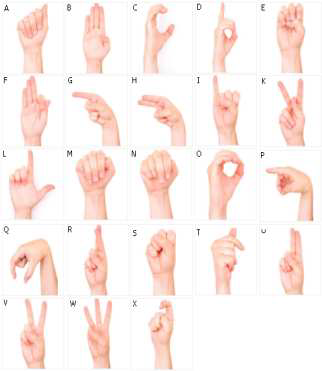 A B C D E
F G H I K
L M N O P
Q R S T U
V W X